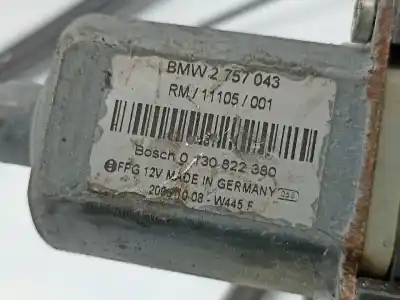 BMW 2 757 043
RM / 11105 / 001
Bosch 0 130 822 380
FPG 12V MADE IN GERMANY
W445 F